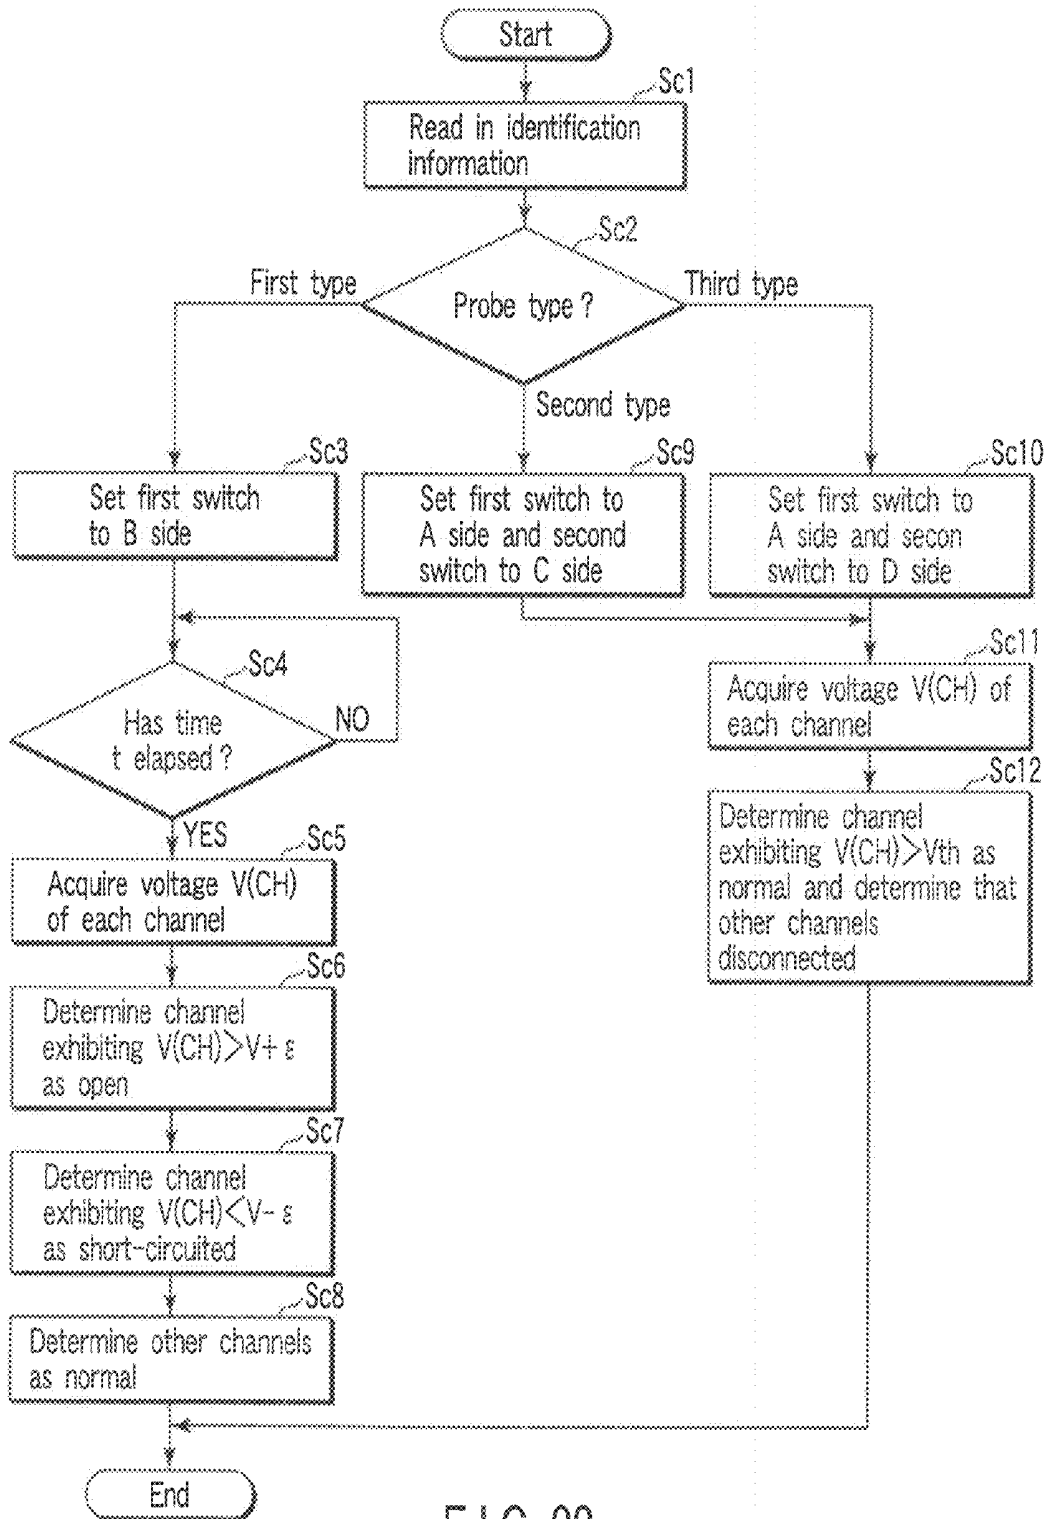 Start
Sc1
Read in identification
information
Sc2
First type
Probe type?
Third type
Second type
Sc3
Set first switch
to B side
Sc9
Set first switch to
A side and second
switch to C side
Sc10
Set first switch to
A side and secon
switch to D side
Sc4
Has time
t elapsed?
NO
YES
Sc11
Acquire voltage V(CH) of
each channel
Sc12
Determine channel
exhibiting V(CH)>Vth as
normal and determine that
other channels
disconnected
Sc5
Acquire voltage V(CH)
of each channel
Sc6
Determine channel
exhibiting V(CH)>V+ ε
as open
Sc7
Determine channel
exhibiting V(CH)<V- ε
as short-circuited
Sc8
Determine other channels
as normal
End